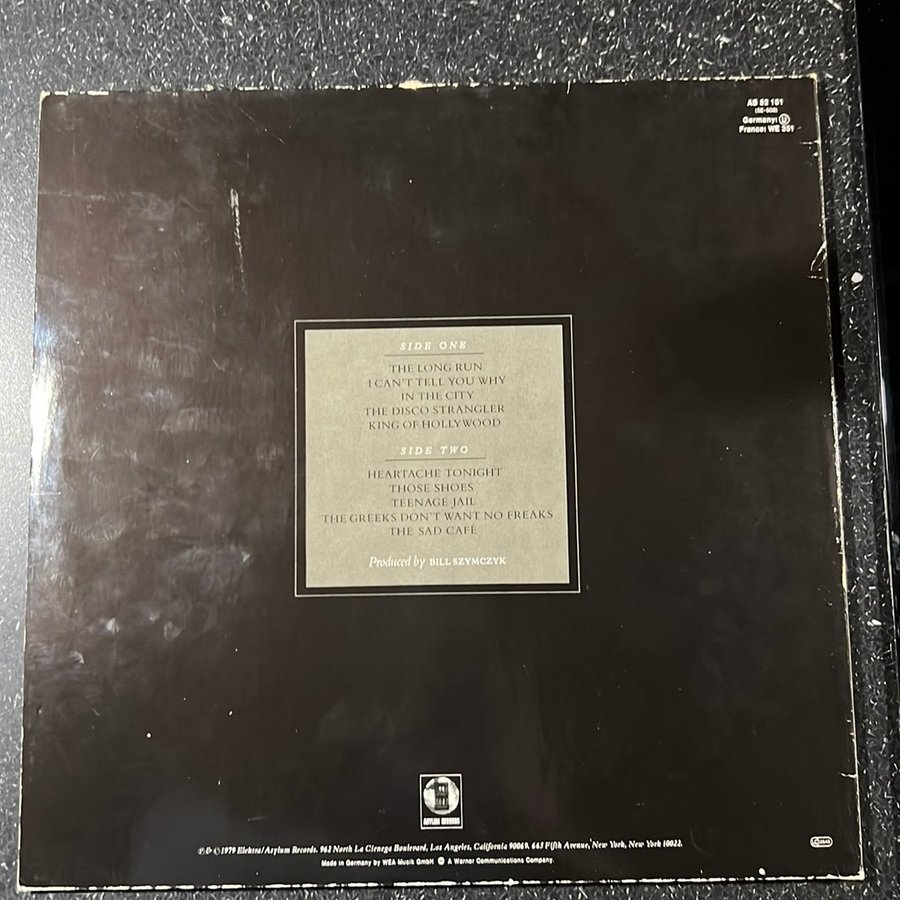 AS 52 181
(5E-508)
Germany: U
France: WE 351
SIDE ONE
THE LONG RUN
I CAN'T TELL YOU WHY
IN THE CITY
THE DISCO STRANGLER
KING OF HOLLYWOOD
SIDE TWO
HEARTACHE TONIGHT
THOSE SHOES
TEENAGE JAIL
THE GREEKS DON'T WANT NO FREAKS
THE SAD CAFÉ
Produced by BILL SZYMCZYK
ASYLUM RECORDS
℗ © 1979 Elektra/Asylum Records. 962 North La Cienega Boulevard, Los Angeles, California 90069. 665 Fifth Avenue, New York, New York 10022.
Made in Germany by WEA Musik GmbH A Warner Communications Company.